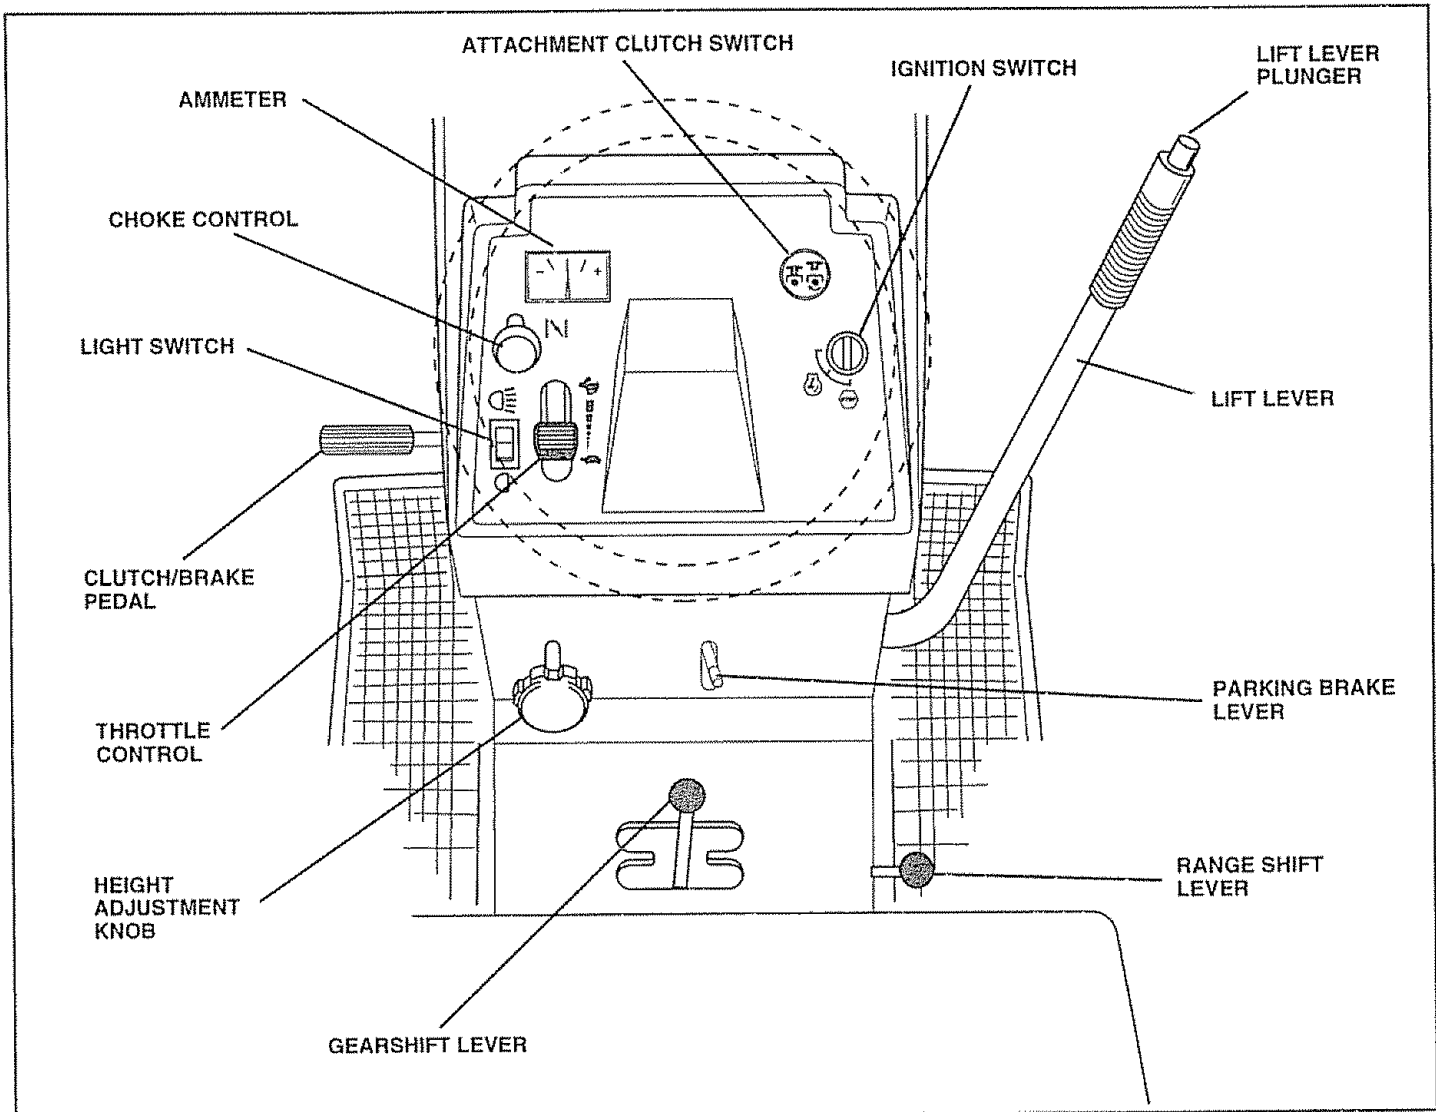 ATTACHMENT CLUTCH SWITCH
IGNITION SWITCH
LIFT LEVER
PLUNGER
AMMETER
CHOKE CONTROL
- +
LIGHT SWITCH
LIFT LEVER
CLUTCH/BRAKE
PEDAL
PARKING BRAKE
LEVER
THROTTLE
CONTROL
RANGE SHIFT
LEVER
HEIGHT
ADJUSTMENT
KNOB
GEARSHIFT LEVER